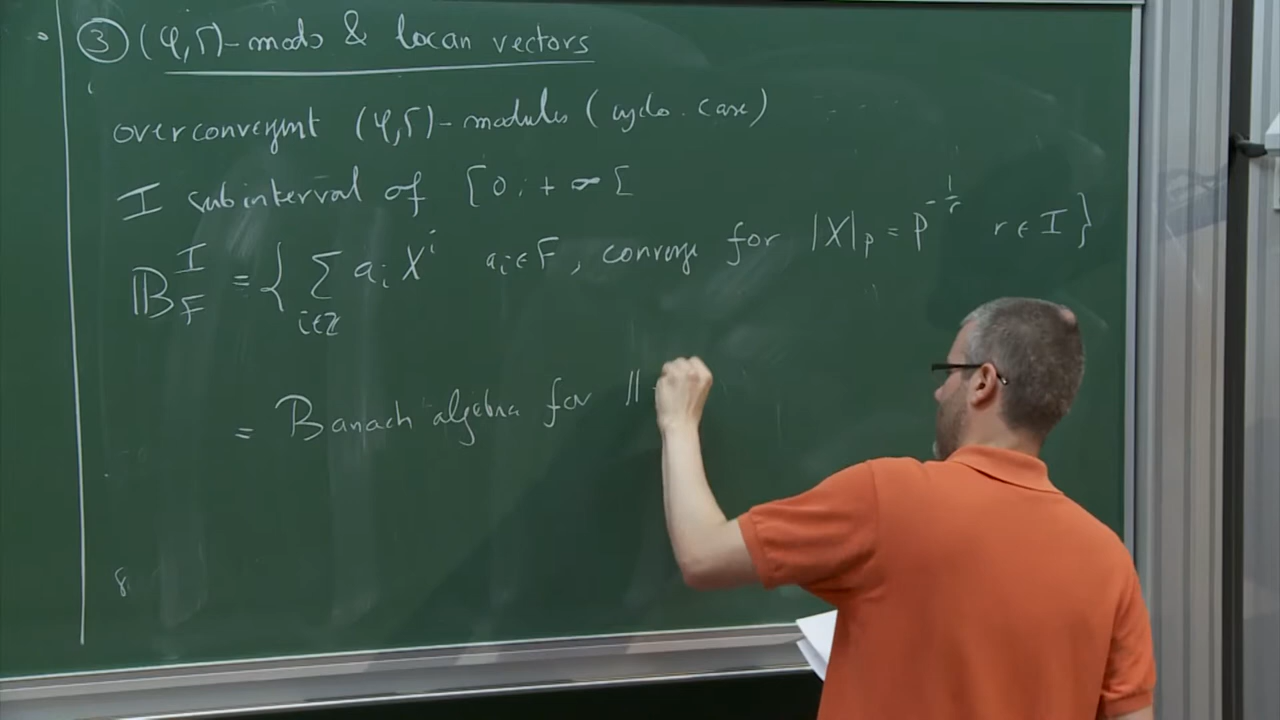 ③ (φ,Γ)-mods & locan vectors
overconvergent (φ,Γ)-modules (cyclo. case)
I subinterval of [0;+∞[
𝔹_F^I = { ∑_{i∈ℤ} a_i X^i a_i∈F, converge for |X|_p = p^{-1/r} r∈I }
= Banach algebra for ||